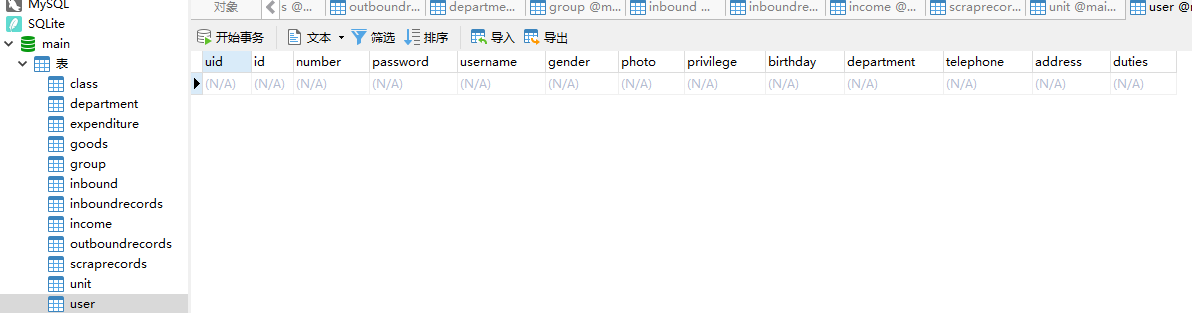 MySQL
SQLite
main
表
class
department
expenditure
goods
group
inbound
inboundrecords
income
outboundrecords
scraprecords
unit
user
对象 s @... outboundr... departme... group @m... inbound ... inboundre... income @... scraprecor... unit @mai... user @
开始事务 文本 筛选 排序 导入 导出
uid id number password username gender photo privilege birthday department telephone address duties
(N/A) (N/A) (N/A) (N/A) (N/A) (N/A) (N/A) (N/A) (N/A) (N/A) (N/A) (N/A) (N/A)